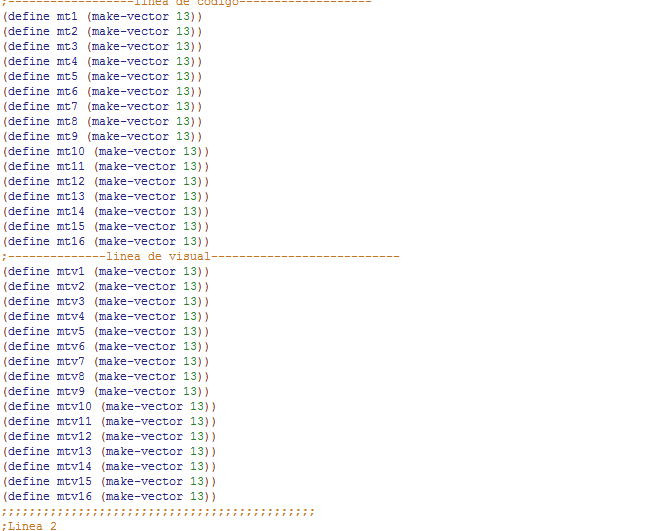 ;------------------linea de codigo-------------------
(define mt1 (make-vector 13))
(define mt2 (make-vector 13))
(define mt3 (make-vector 13))
(define mt4 (make-vector 13))
(define mt5 (make-vector 13))
(define mt6 (make-vector 13))
(define mt7 (make-vector 13))
(define mt8 (make-vector 13))
(define mt9 (make-vector 13))
(define mt10 (make-vector 13))
(define mt11 (make-vector 13))
(define mt12 (make-vector 13))
(define mt13 (make-vector 13))
(define mt14 (make-vector 13))
(define mt15 (make-vector 13))
(define mt16 (make-vector 13))
;--------------linea de visual---------------------------
(define mtv1 (make-vector 13))
(define mtv2 (make-vector 13))
(define mtv3 (make-vector 13))
(define mtv4 (make-vector 13))
(define mtv5 (make-vector 13))
(define mtv6 (make-vector 13))
(define mtv7 (make-vector 13))
(define mtv8 (make-vector 13))
(define mtv9 (make-vector 13))
(define mtv10 (make-vector 13))
(define mtv11 (make-vector 13))
(define mtv12 (make-vector 13))
(define mtv13 (make-vector 13))
(define mtv14 (make-vector 13))
(define mtv15 (make-vector 13))
(define mtv16 (make-vector 13))
;;;;;;;;;;;;;;;;;;;;;;;;;;;;;;;;;;;;;;;;;;;;;
;Linea 2